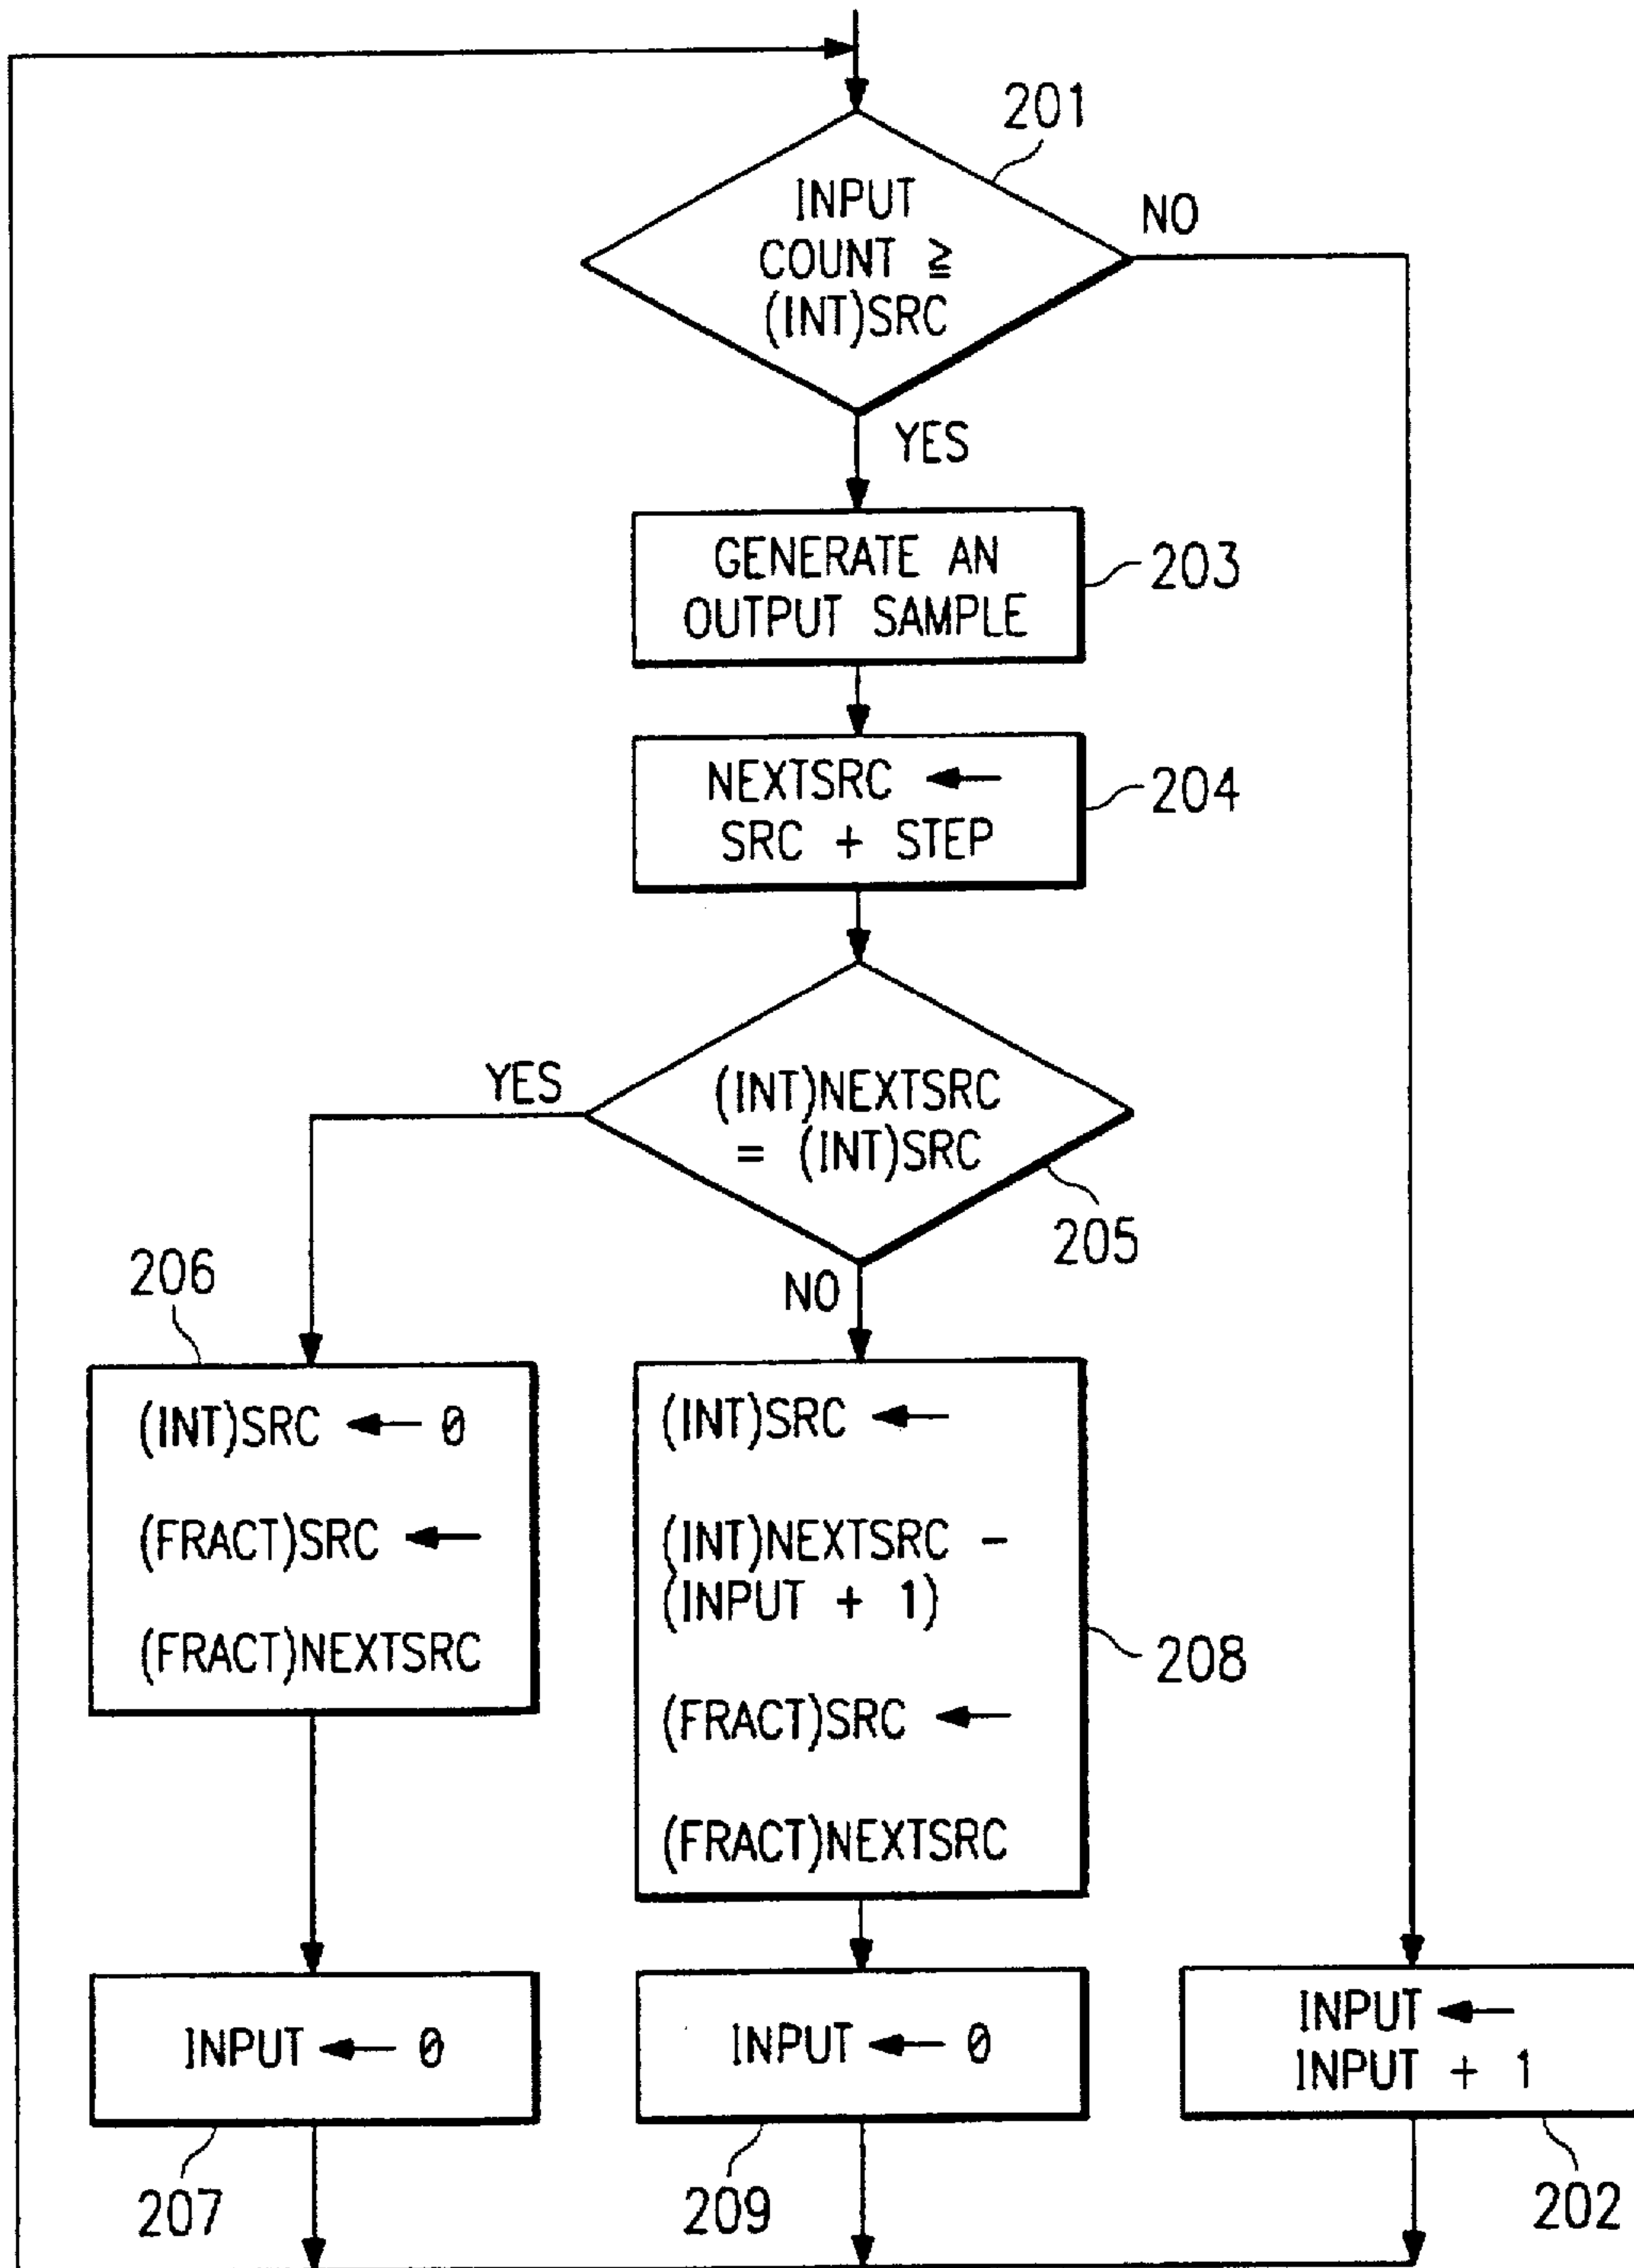 201
INPUT
COUNT ≧
(INT)SRC
NO
YES
GENERATE AN
OUTPUT SAMPLE
203
NEXTSRC ←
SRC + STEP
204
YES
(INT)NEXTSRC
= (INT)SRC
205
NO
206
(INT)SRC ← 0
(FRACT)SRC ←
(FRACT)NEXTSRC
(INT)SRC ←
(INT)NEXTSRC −
(INPUT + 1)
(FRACT)SRC ←
(FRACT)NEXTSRC
208
INPUT ← 0
207
INPUT ← 0
209
INPUT ←
INPUT + 1
202